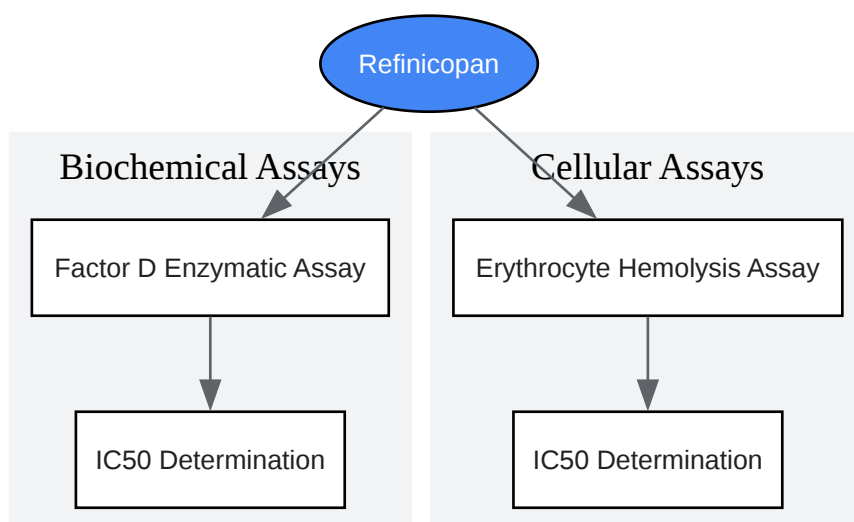 Refinicopan
Biochemical Assays
Cellular Assays
Factor D Enzymatic Assay
Erythrocyte Hemolysis Assay
IC50 Determination
IC50 Determination